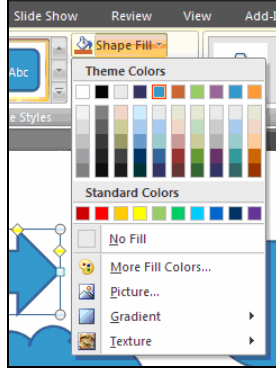 Slide Show Review View Add-I
Shape Fill
Abc
e Styles
Theme Colors
Standard Colors
No Fill
More Fill Colors...
Picture...
Gradient
Texture